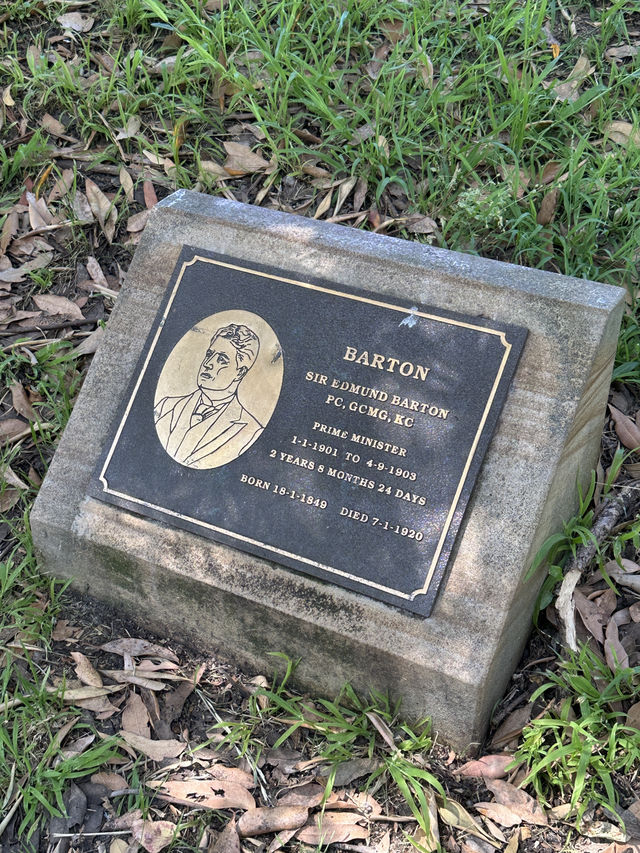 BARTON
SIR EDMUND BARTON
PC, GCMG, KC
PRIME MINISTER
1-1-1901 TO 4-9-1903
2 YEARS 8 MONTHS 24 DAYS
BORN 18-1-1849 DIED 7-1-1920